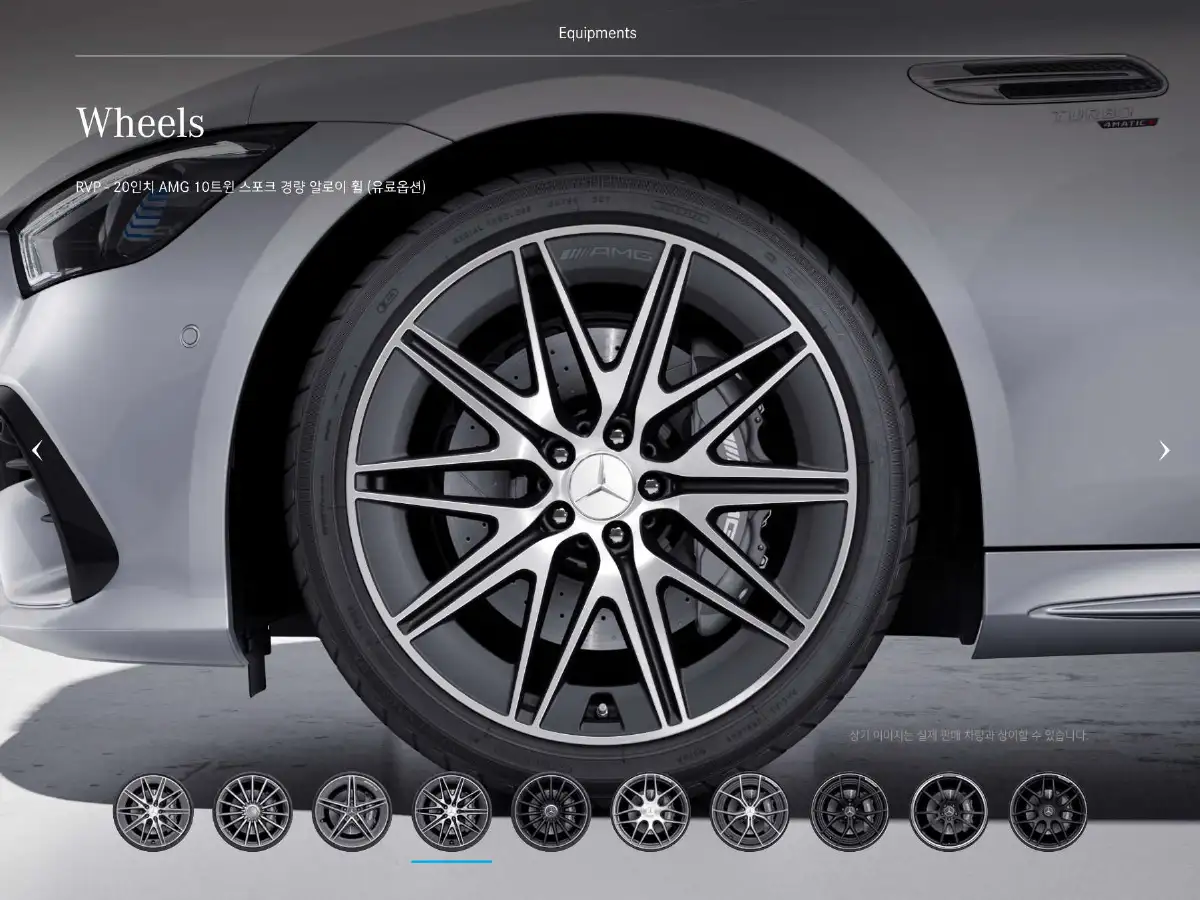 Equipments
TURBO
4MATIC+
Wheels
RVP - 20인치 AMG 10트윈 스포크 경량 알로이 휠 (유료옵션)
AMG
상기 이미지는 실제 판매 차량과 상이할 수 있습니다.